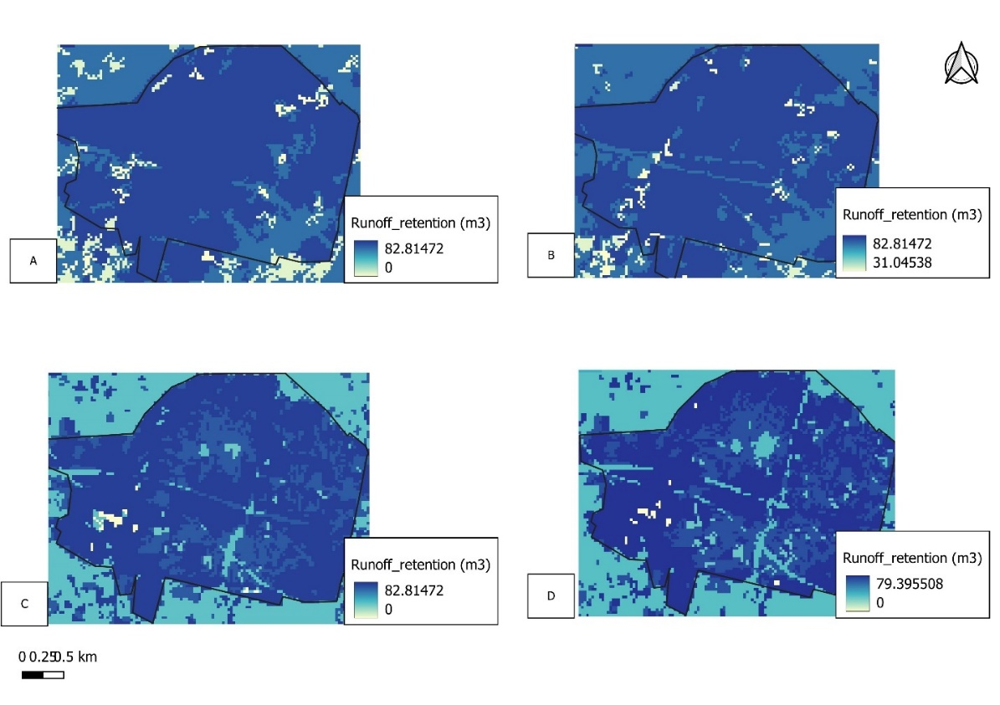 Runoff_retention (m3)
82.81472
0
A
Runoff_retention (m3)
82.81472
31.04538
B
Runoff_retention (m3)
82.81472
0
C
Runoff_retention (m3)
79.395508
0
D
0 0.25 0.5 km